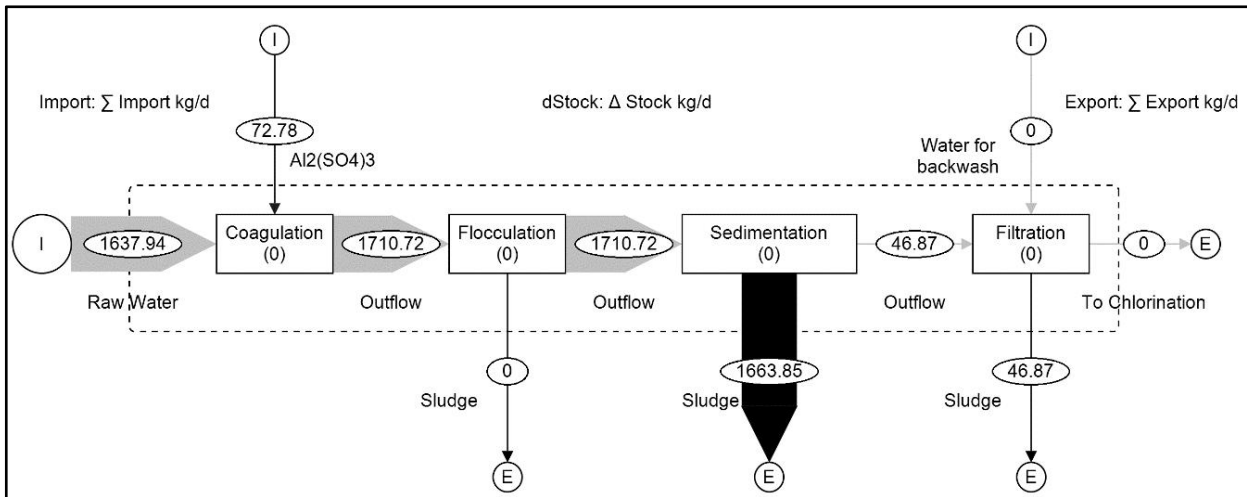 I
I
Import: ∑ Import kg/d
dStock: Δ Stock kg/d
Export: ∑ Export kg/d
72.78
0
Al2(SO4)3
Water for
backwash
I
1637.94
Coagulation
(0)
1710.72
Flocculation
(0)
1710.72
Sedimentation
(0)
46.87
Filtration
(0)
0
E
Raw Water
Outflow
Outflow
Outflow
To Chlorination
0
1663.85
46.87
Sludge
Sludge
Sludge
E
E
E